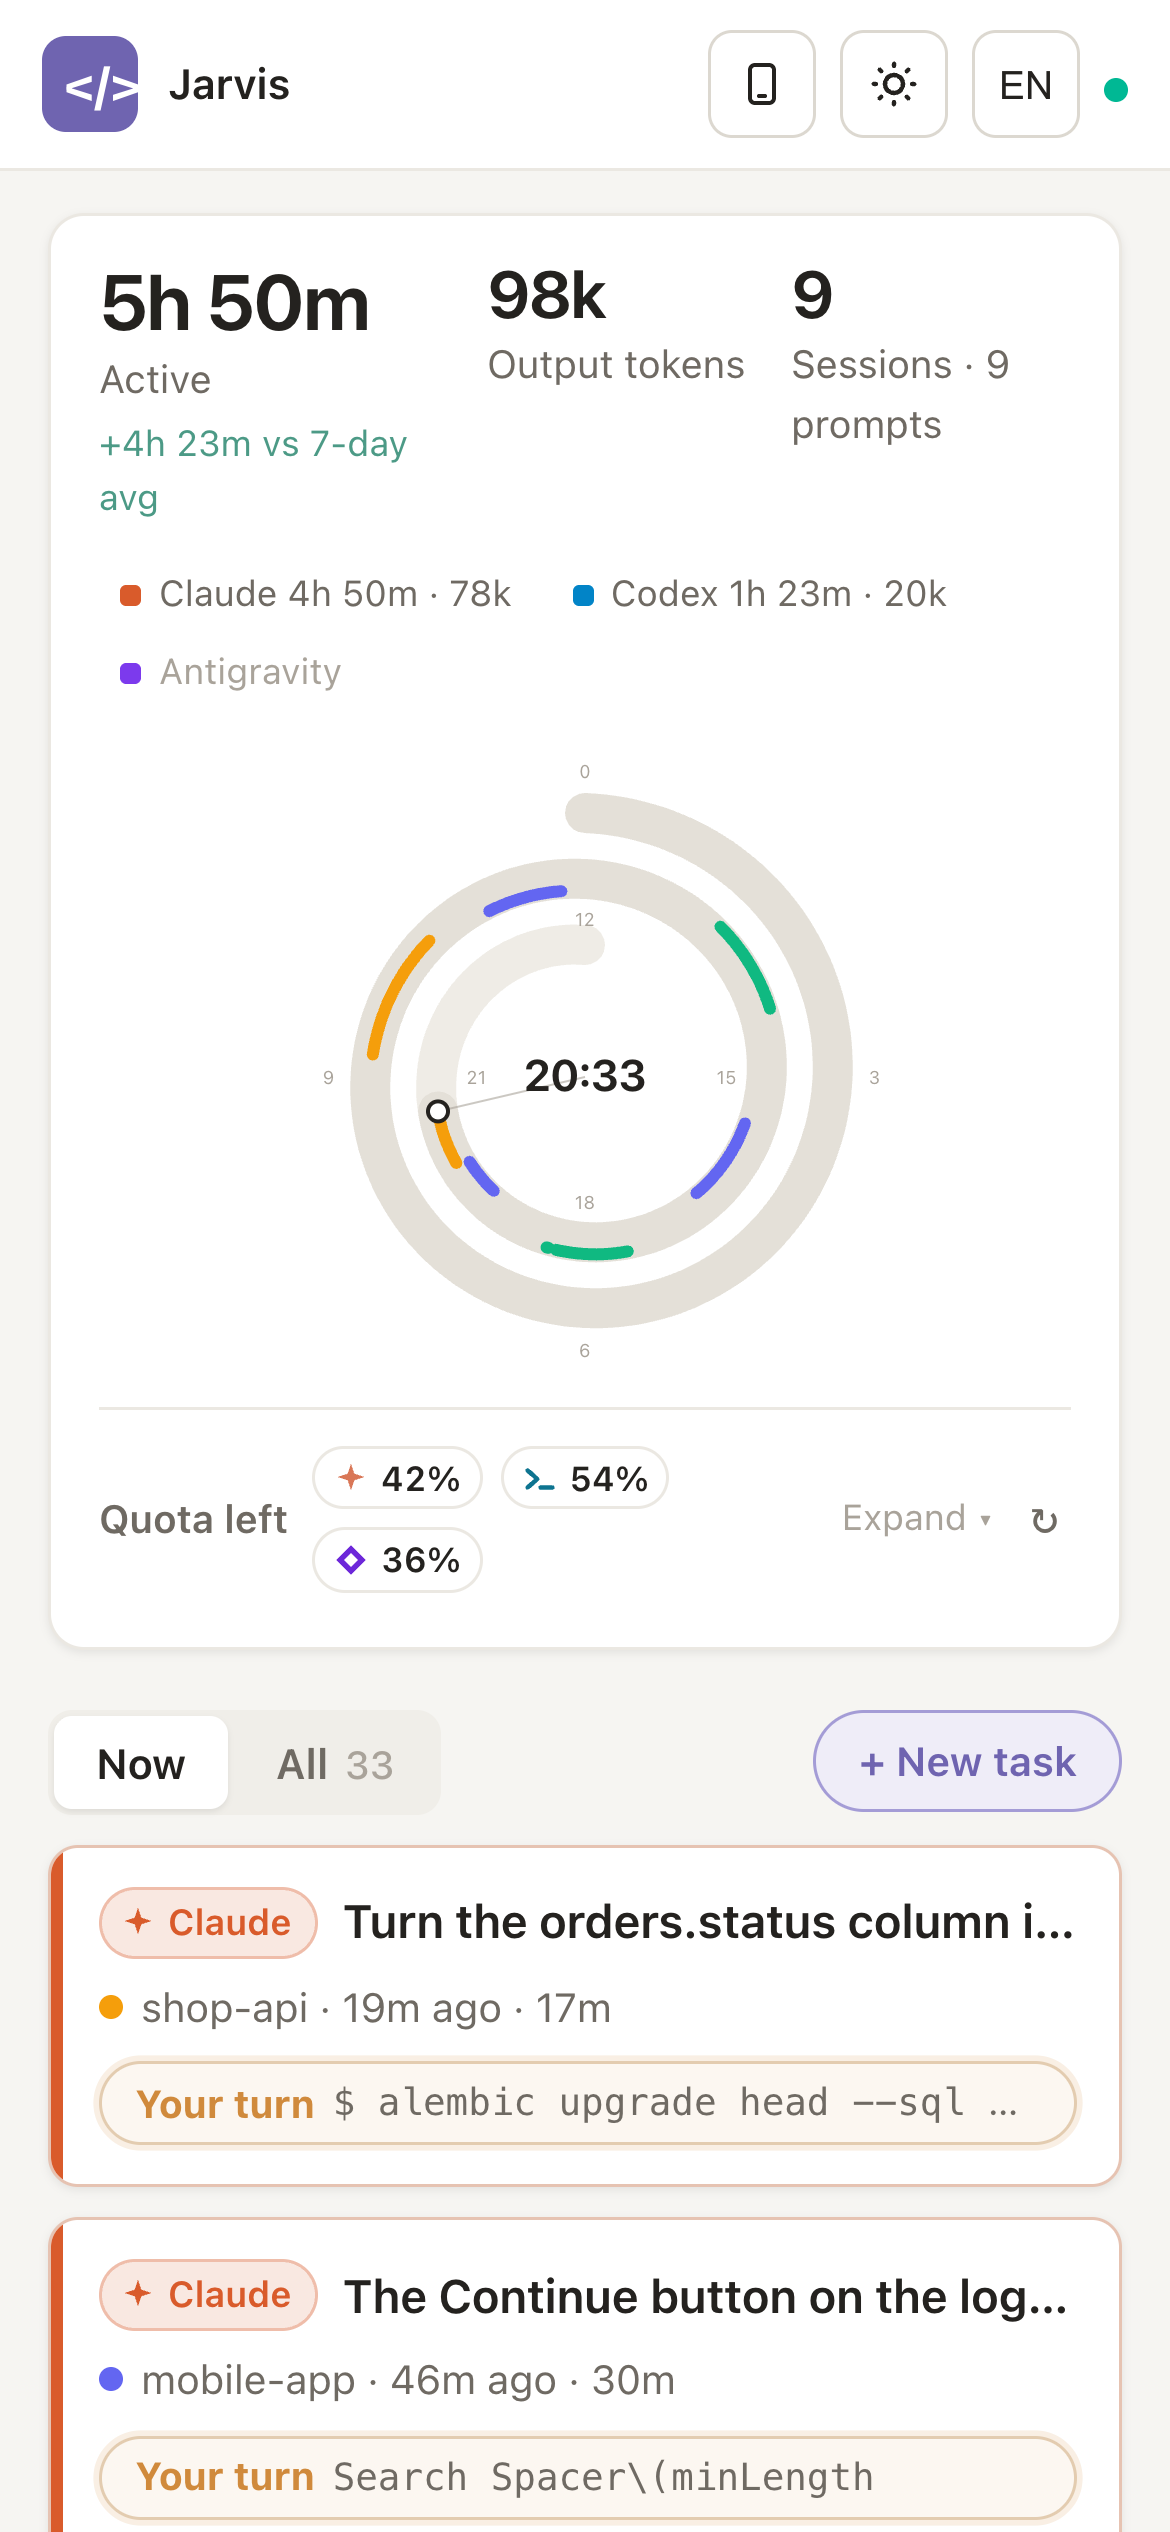 </> Jarvis EN
5h 50m
Active
+4h 23m vs 7-day
avg
98k
Output tokens
9
Sessions · 9
prompts
Claude 4h 50m · 78k
Codex 1h 23m · 20k
Antigravity
0
12
9
21
20:33
15
3
18
6
Quota left
42%
54%
36%
Expand ▾ ↻
Now
All 33
+ New task
Claude
Turn the orders.status column i...
shop-api · 19m ago · 17m
Your turn $ alembic upgrade head --sql …
Claude
The Continue button on the log...
mobile-app · 46m ago · 30m
Your turn Search Spacer\(minLength